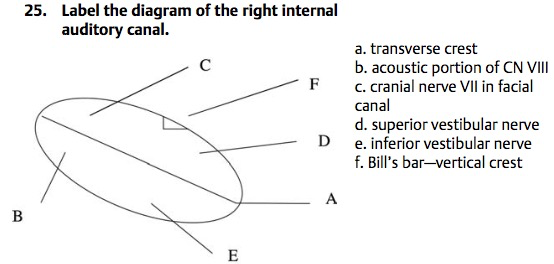 25. Label the diagram of the right internal
auditory canal.
a. transverse crest
b. acoustic portion of CN VIII
c. cranial nerve VII in facial
canal
d. superior vestibular nerve
e. inferior vestibular nerve
f. Bill's bar—vertical crest
C
F
D
A
B
E